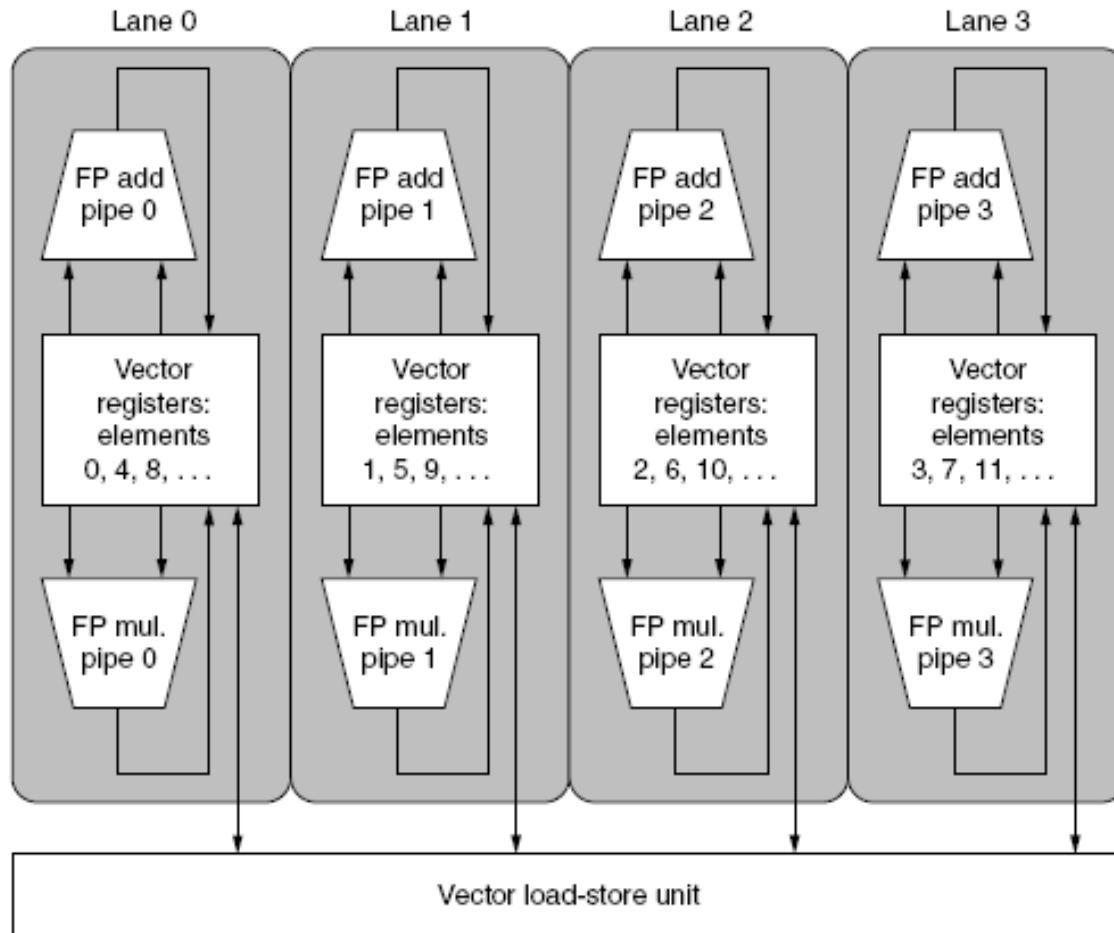 Lane 0
Lane 1
Lane 2
Lane 3
FP add
pipe 0
FP add
pipe 1
FP add
pipe 2
FP add
pipe 3
Vector
registers:
elements
0, 4, 8, . . .
Vector
registers:
elements
1, 5, 9, . . .
Vector
registers:
elements
2, 6, 10, . . .
Vector
registers:
elements
3, 7, 11, . . .
FP mul.
pipe 0
FP mul.
pipe 1
FP mul.
pipe 2
FP mul.
pipe 3
Vector load-store unit